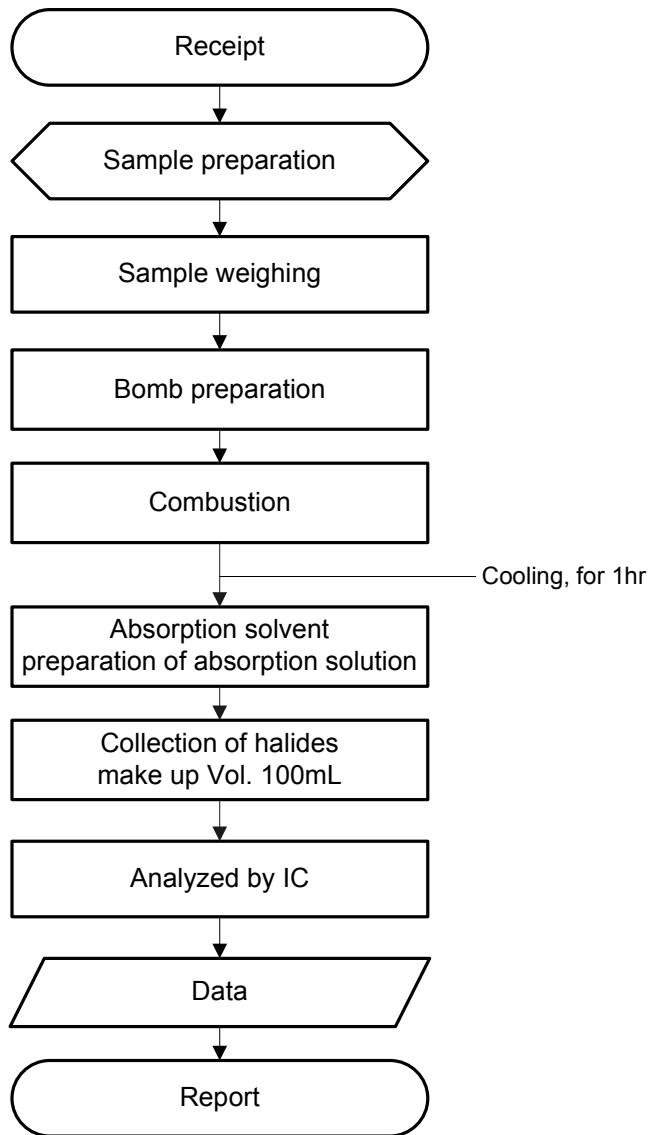 Receipt
Sample preparation
Sample weighing
Bomb preparation
Combustion
Cooling, for 1hr
Absorption solvent
preparation of absorption solution
Collection of halides
make up Vol. 100mL
Analyzed by IC
Data
Report